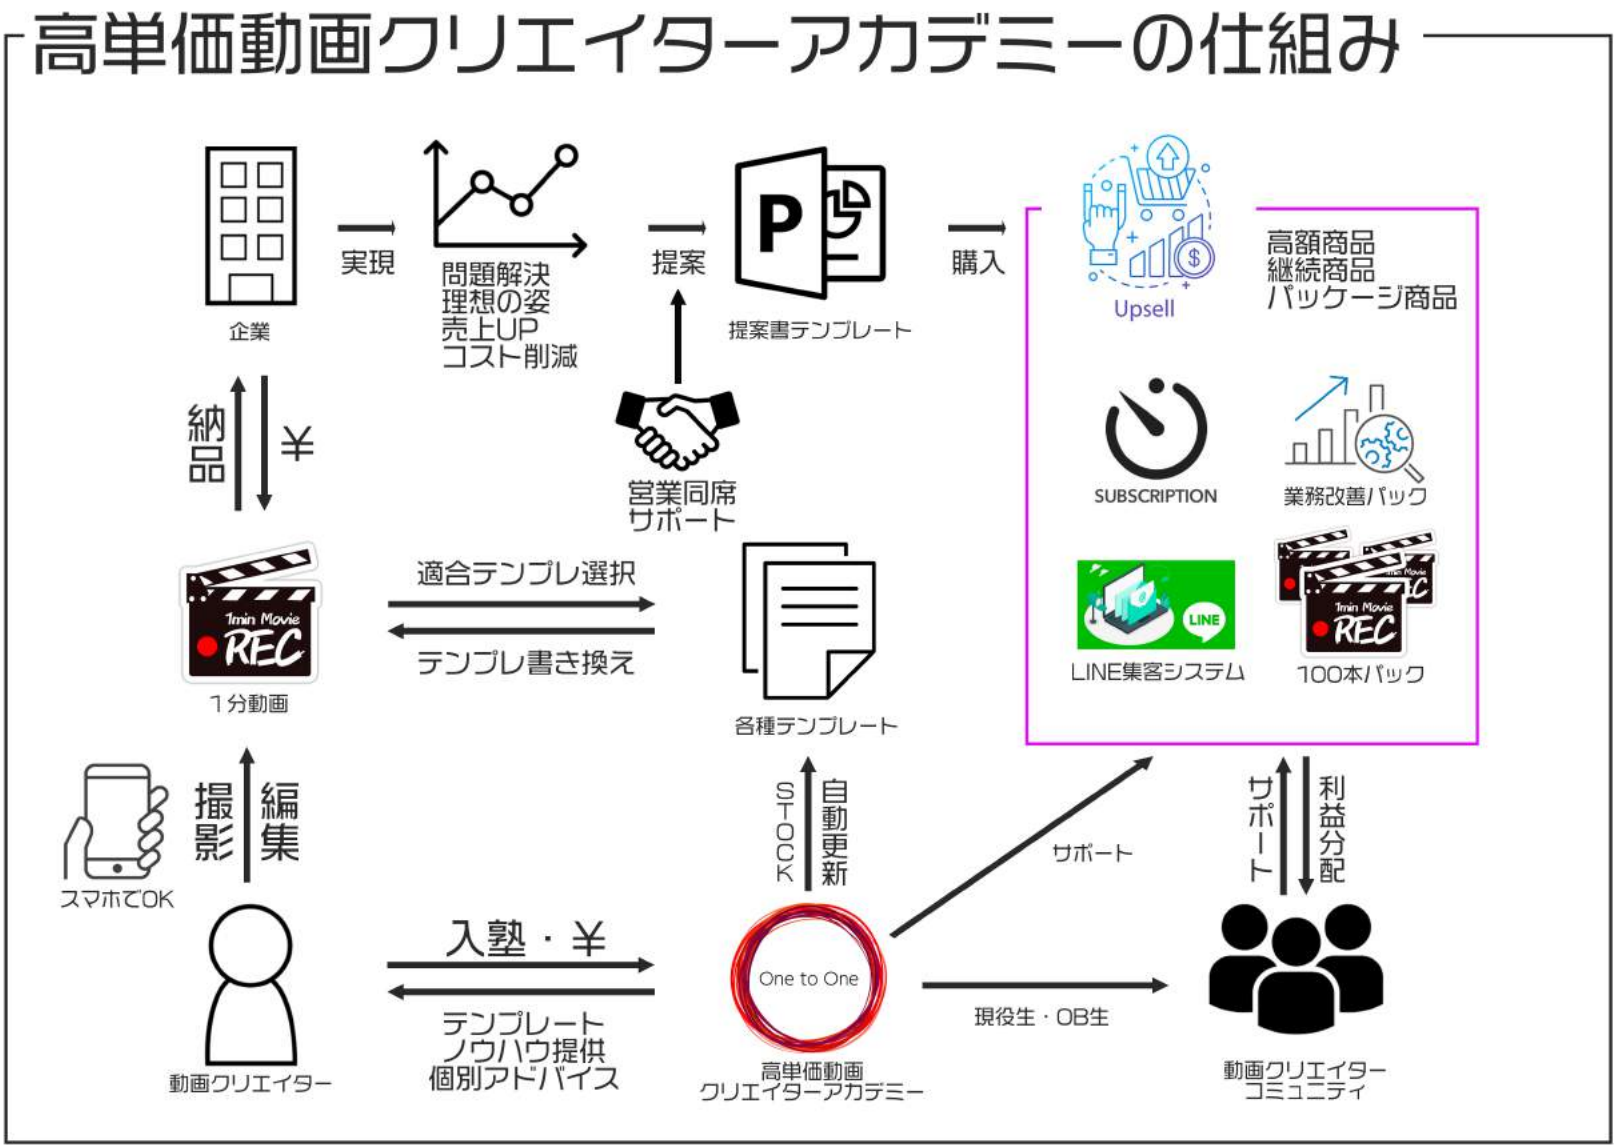 高単価動画クリエイターアカデミーの仕組み
企業
実現
問題解決
理想の姿
売上UP
コスト削減
提案
P
提案書テンプレート
購入
Upsell
高額商品
継続商品
パッケージ商品
納品
¥
営業同席
サポート
SUBSCRIPTION
業務改善パック
1min Movie
REC
1分動画
適合テンプレ選択
テンプレ書き換え
各種テンプレート
LINE
LINE集客システム
min Movie
1min Movie
REC
100本パック
スマホでOK
撮影
編集
STOCK
自動更新
サポート
サポート
利益分配
動画クリエイター
入塾・¥
テンプレート
ノウハウ提供
個別アドバイス
One to One
高単価動画
クリエイターアカデミー
現役生・OB生
動画クリエイター
コミュニティ